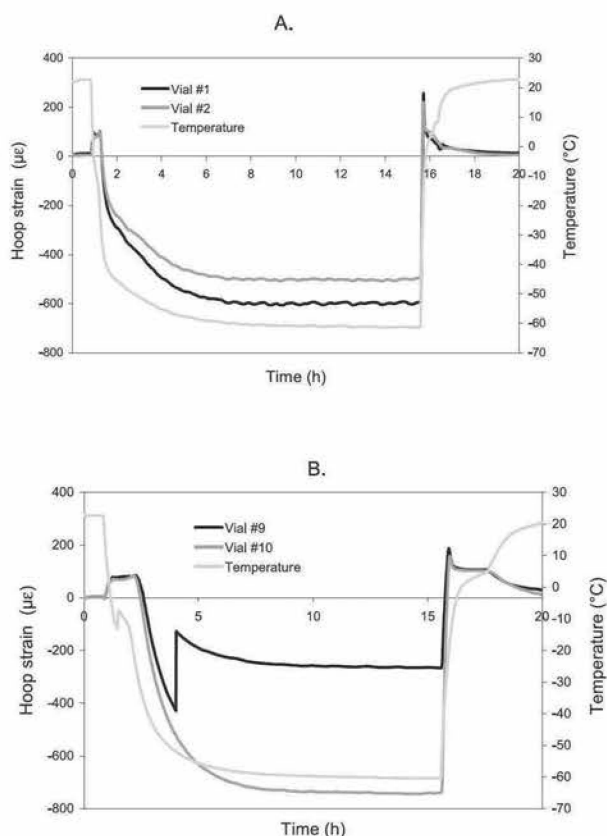 A.
400
300
200
100
0
-200
-400
-600
-800
Hoop strain (µε)
Vial #1
Vial #2
Temperature
0 2 4 6 8 10 12 14 16 18 20
30
20
10
0
-10
-20
-30
-40
-50
-60
-70
Temperature (°C)
Time (h)
B.
400
200
0
-200
-400
-600
-800
Hoop strain (µε)
Vial #9
Vial #10
Temperature
0 5 10 15 20
30
20
10
0
-10
-20
-30
-40
-50
-60
-70
Temperature (°C)
Time (h)